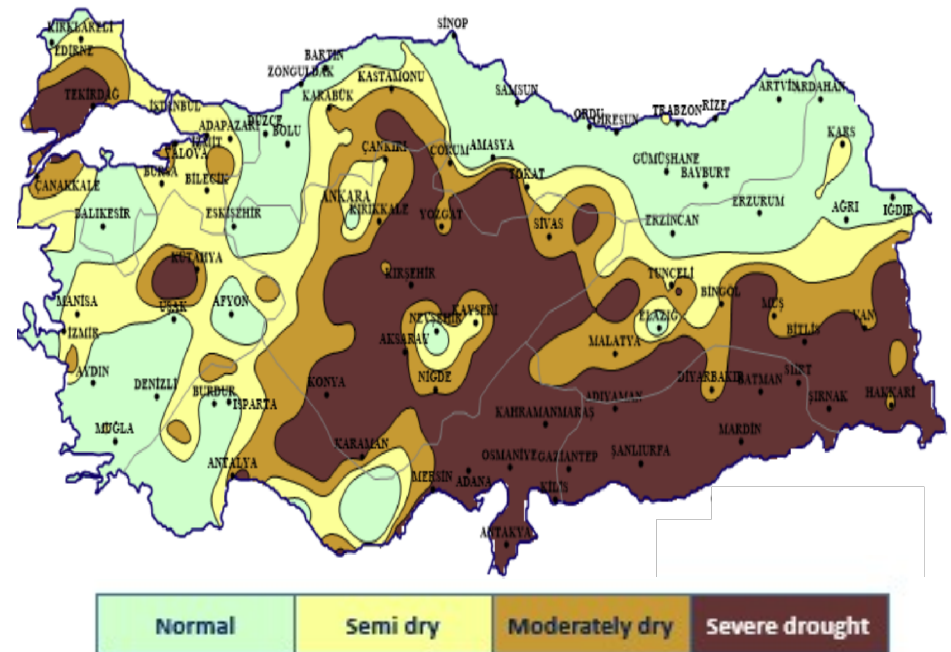 SİNOP
KIRKLARELİ
EDİRNE
BARTIN
ZONGULDAK
KASTAMONU
KARABÜK
SAMSUN
TEKİRDAĞ
İSTANBUL
DÜZCE
BOLU
ADAPAZARI
İZMİT
YALOVA
ORDU
GİRESUN
TRABZON
RİZE
ARTVİN
ARDAHAN
KARS
ÇANKIRI
ÇORUM
AMASYA
TOKAT
GÜMÜŞHANE
BAYBURT
ÇANAKKALE
BURSA
BİLECİK
ANKARA
KIRIKKALE
YOZGAT
SİVAS
ERZİNCAN
ERZURUM
AĞRI
IĞDIR
BALIKESİR
ESKİŞEHİR
KÜTAHYA
KIRŞEHİR
TUNCELİ
BİNGÖL
MUŞ
MANİSA
UŞAK
AFYON
NEVŞEHİR
KAYSERİ
ELAZIĞ
BİTLİS
VAN
İZMİR
AKSARAY
MALATYA
AYDIN
DENİZLİ
BURDUR
ISPARTA
KONYA
NİĞDE
ADIYAMAN
DİYARBAKIR
BATMAN
SİİRT
ŞIRNAK
HAKKARİ
MUĞLA
KAHRAMANMARAŞ
MARDİN
ANTALYA
KARAMAN
MERSİN
ADANA
OSMANİYE
GAZİANTEP
ŞANLIURFA
KİLİS
ANTAKYA
Normal
Semi dry
Moderately dry
Severe drought